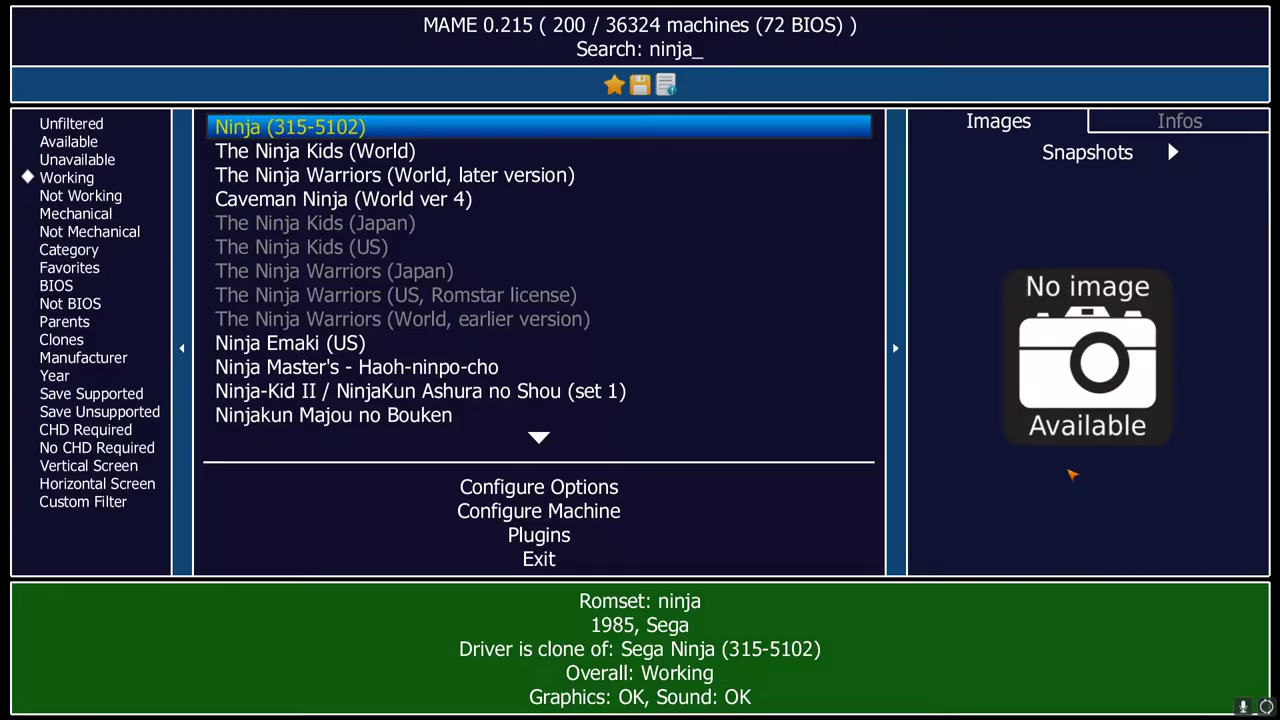 MAME 0.215 ( 200 / 36324 machines (72 BIOS) )
Search: ninja_
Unfiltered
Available
Unavailable
Working
Not Working
Mechanical
Not Mechanical
Category
Favorites
BIOS
Not BIOS
Parents
Clones
Manufacturer
Year
Save Supported
Save Unsupported
CHD Required
No CHD Required
Vertical Screen
Horizontal Screen
Custom Filter
Ninja (315-5102)
The Ninja Kids (World)
The Ninja Warriors (World, later version)
Caveman Ninja (World ver 4)
The Ninja Kids (Japan)
The Ninja Kids (US)
The Ninja Warriors (Japan)
The Ninja Warriors (US, Romstar license)
The Ninja Warriors (World, earlier version)
Ninja Emaki (US)
Ninja Master's - Haoh-ninpo-cho
Ninja-Kid II / NinjaKun Ashura no Shou (set 1)
Ninjakun Majou no Bouken
Configure Options
Configure Machine
Plugins
Exit
Images
Infos
Snapshots
No image
Available
Romset: ninja
1985, Sega
Driver is clone of: Sega Ninja (315-5102)
Overall: Working
Graphics: OK, Sound: OK